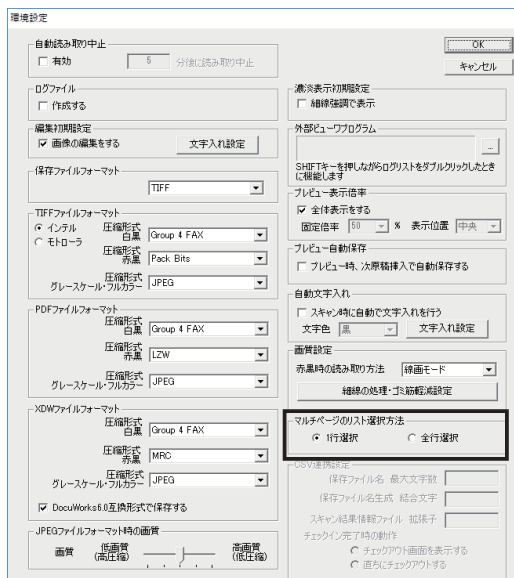 環境設定
自動読み取り中止
有効
5
分後に読み取り中止
OK
キャンセル
ログファイル
作成する
濃淡表示初期設定
細線強調で表示
編集初期設定
画像の編集をする
文字入れ設定
外部ビューワプログラム
...
SHIFTキーを押しながらログリストをダブルクリックしたとき
に機能します
保存ファイルフォーマット
TIFF
プレビュー表示倍率
全体表示をする
固定倍率 50 % 表示位置 中央
TIFFファイルフォーマット
インテル
モトローラ
圧縮形式
白黒 Group 4 FAX
圧縮形式
赤黒 Pack Bits
圧縮形式
グレースケール・フルカラー JPEG
プレビュー自動保存
プレビュー時、次原稿挿入で自動保存する
自動文字入れ
スキャン時に自動で文字入れを行う
文字色 黒
文字入れ設定
PDFファイルフォーマット
圧縮形式
白黒 Group 4 FAX
圧縮形式
赤黒 LZW
圧縮形式
グレースケール・フルカラー JPEG
画質設定
赤黒時の読み取り方法 線画モード
細線の処理・ゴミ筋軽減設定
XDWファイルフォーマット
圧縮形式
白黒 Group 4 FAX
圧縮形式
赤黒 MRC
圧縮形式
グレースケール・フルカラー JPEG
DocuWorks6.0互換形式で保存する
マルチページのリスト選択方法
1行選択
全行選択
CSV連携設定
保存ファイル名 最大文字数
保存ファイル名生成 結合文字
スキャン結果情報ファイル 拡張子
チェックイン完了時の動作
チェックアウト画面を表示する
直ちにチェックアウトする
JPEGファイルフォーマット時の画質
画質
低画質
(高圧縮)
高画質
(低圧縮)